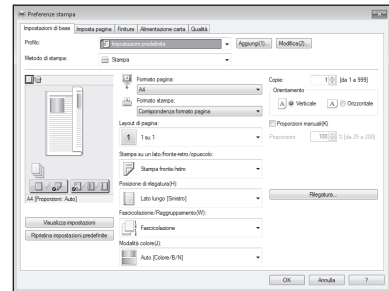 Preferenze stampa
Impostazioni di base Imposta pagina Finitura Alimentazione carta Qualità
Profilo: Impostazioni predefinite Aggiungi(1)... Modifica(2)...
Metodo di stampa: Stampa
Formato pagina:
A4
Formato stampa:
Corrispondenza formato pagina
Layout di pagina:
1 1 su 1
Stampa su un lato/fronte-retro/opuscolo:
Stampa fronte/retro
Posizione di rilegatura(H):
Lato lungo [Sinistro]
Fascicolazione/Raggruppamento(W):
Fascicolazione
Modalità colore(J):
Auto [Colore/B/N]
Copie: 1 [da 1 a 999]
Orientamento
A Verticale A Orizzontale
Proporzioni manuali(K)
Proporzioni: 100 % [da 25 a 200]
Rilegatura...
A4 [Proporzioni: Auto]
Visualizza impostazioni
Ripristina impostazioni predefinite
OK Annulla ?